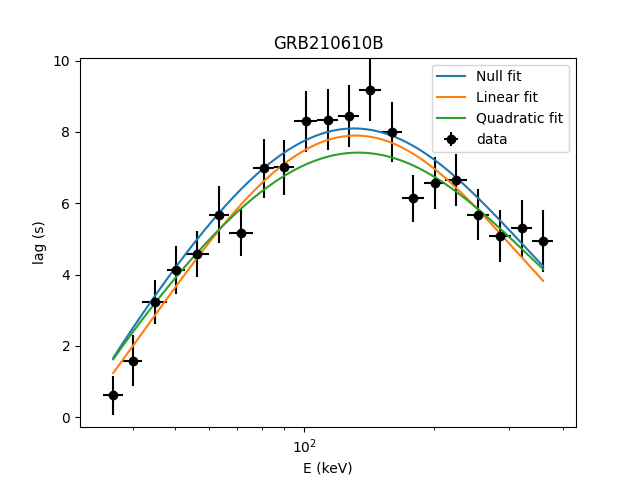 GRB210610B
10
8
6
4
2
0
lag (s)
10²
E (keV)
Null fit
Linear fit
Quadratic fit
data